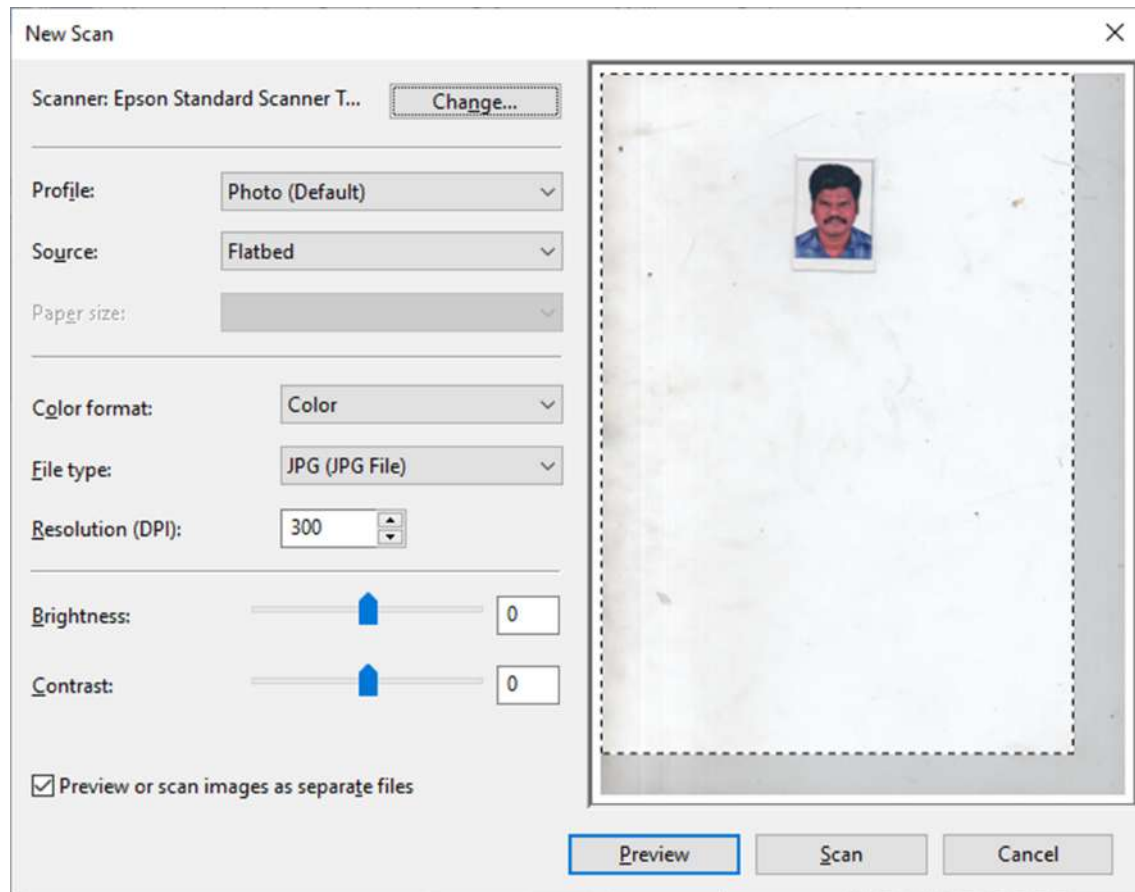 New Scan
Scanner: Epson Standard Scanner T... Change...
Profile: Photo (Default)
Source: Flatbed
Paper size:
Color format: Color
File type: JPG (JPG File)
Resolution (DPI): 300
Brightness: 0
Contrast: 0
Preview or scan images as separate files
Preview Scan Cancel